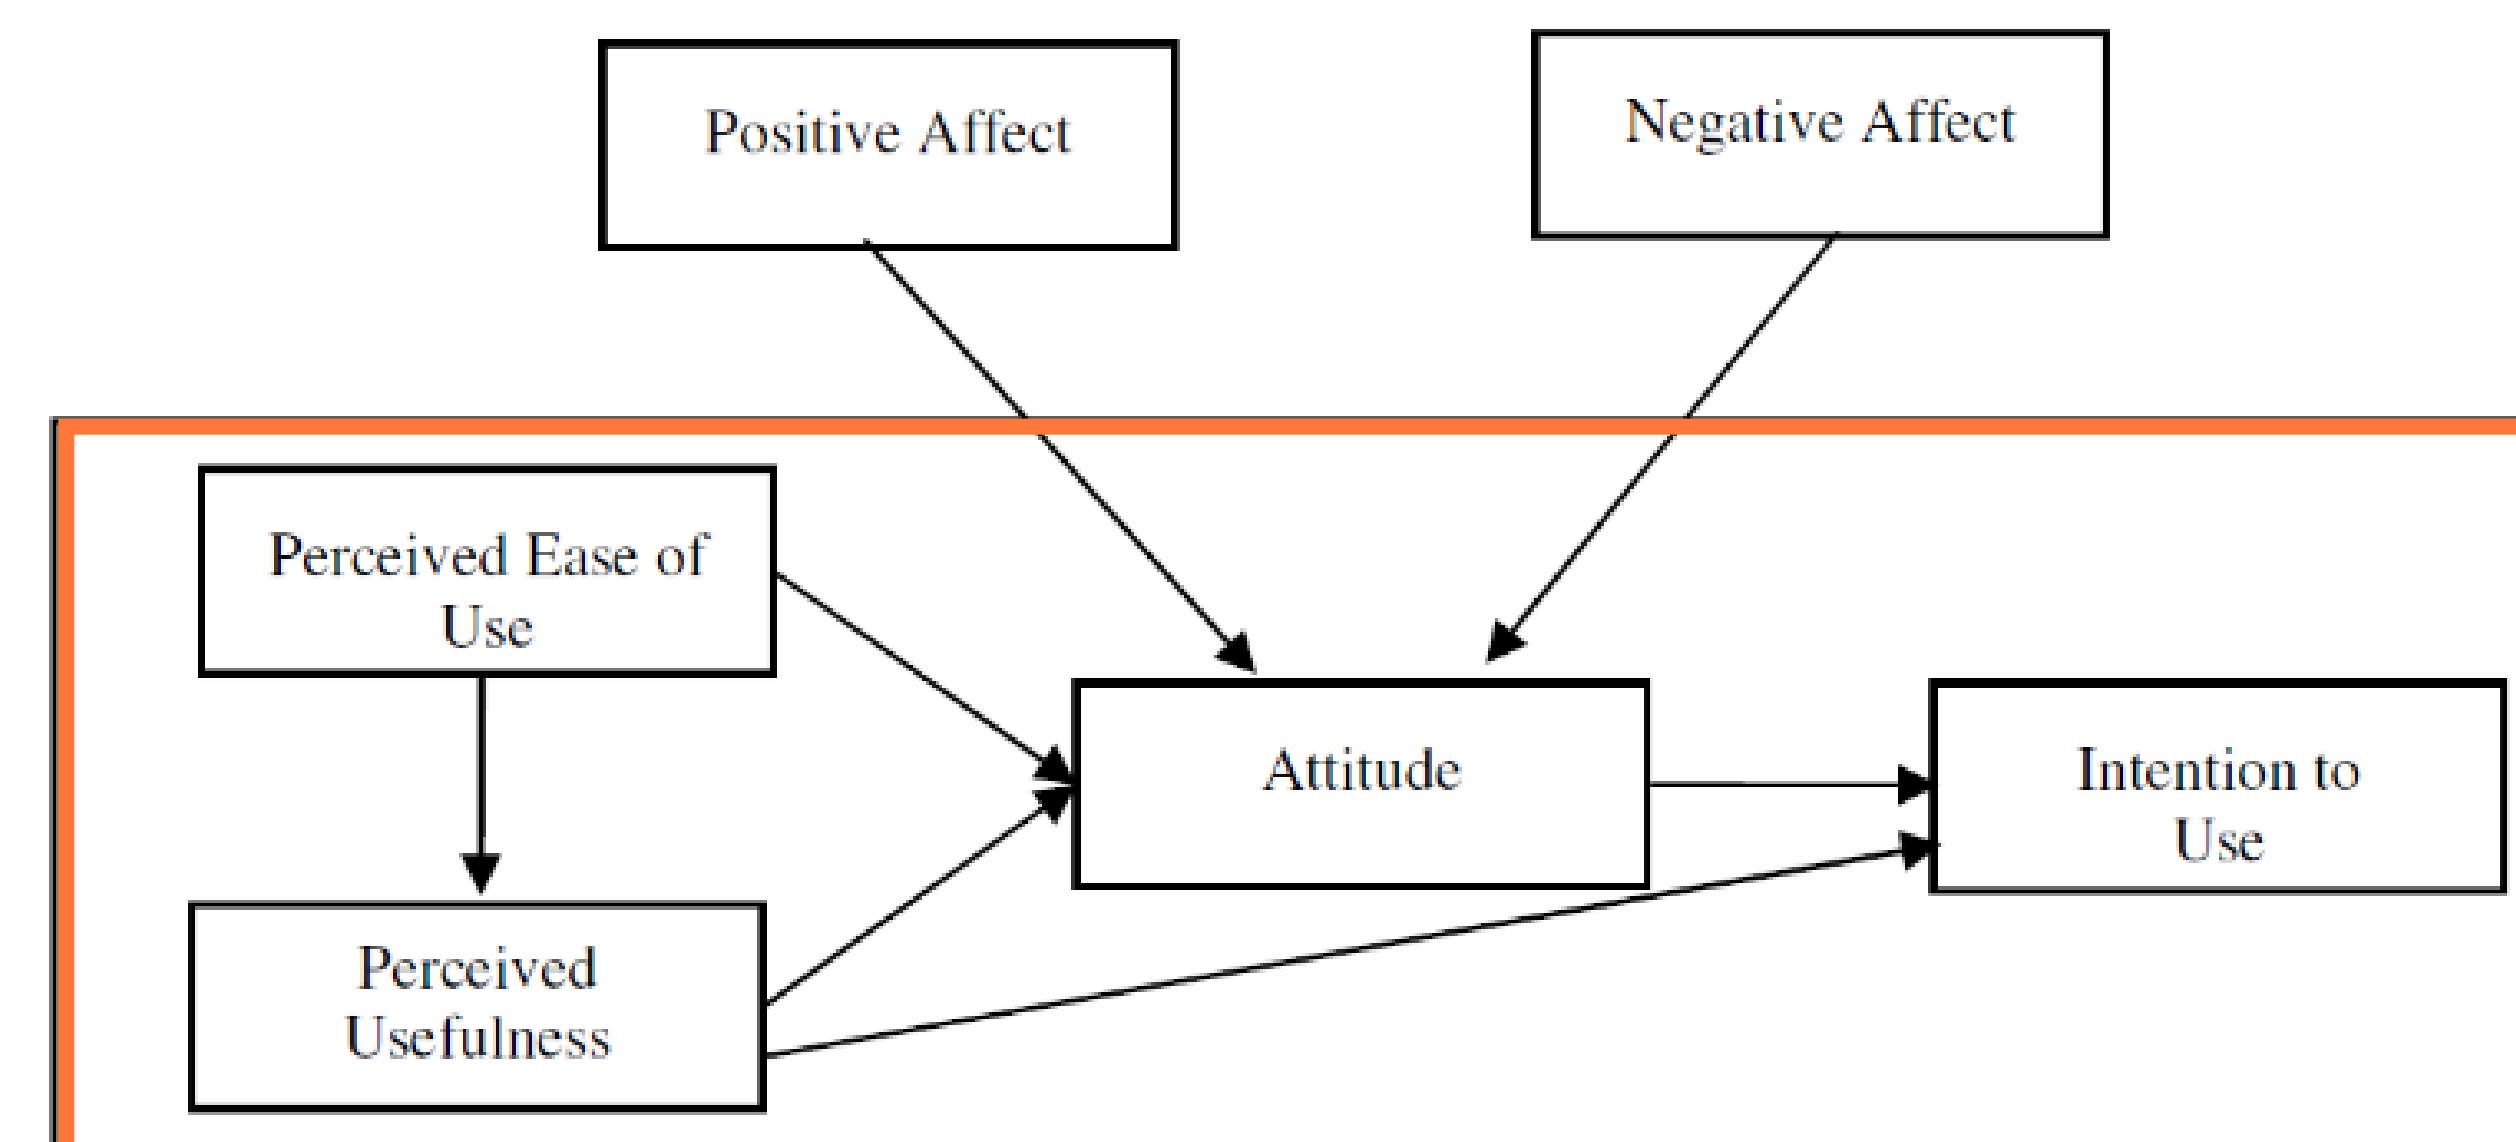 Positive Affect
Negative Affect
Perceived Ease of
Use
Attitude
Intention to
Use
Perceived
Usefulness